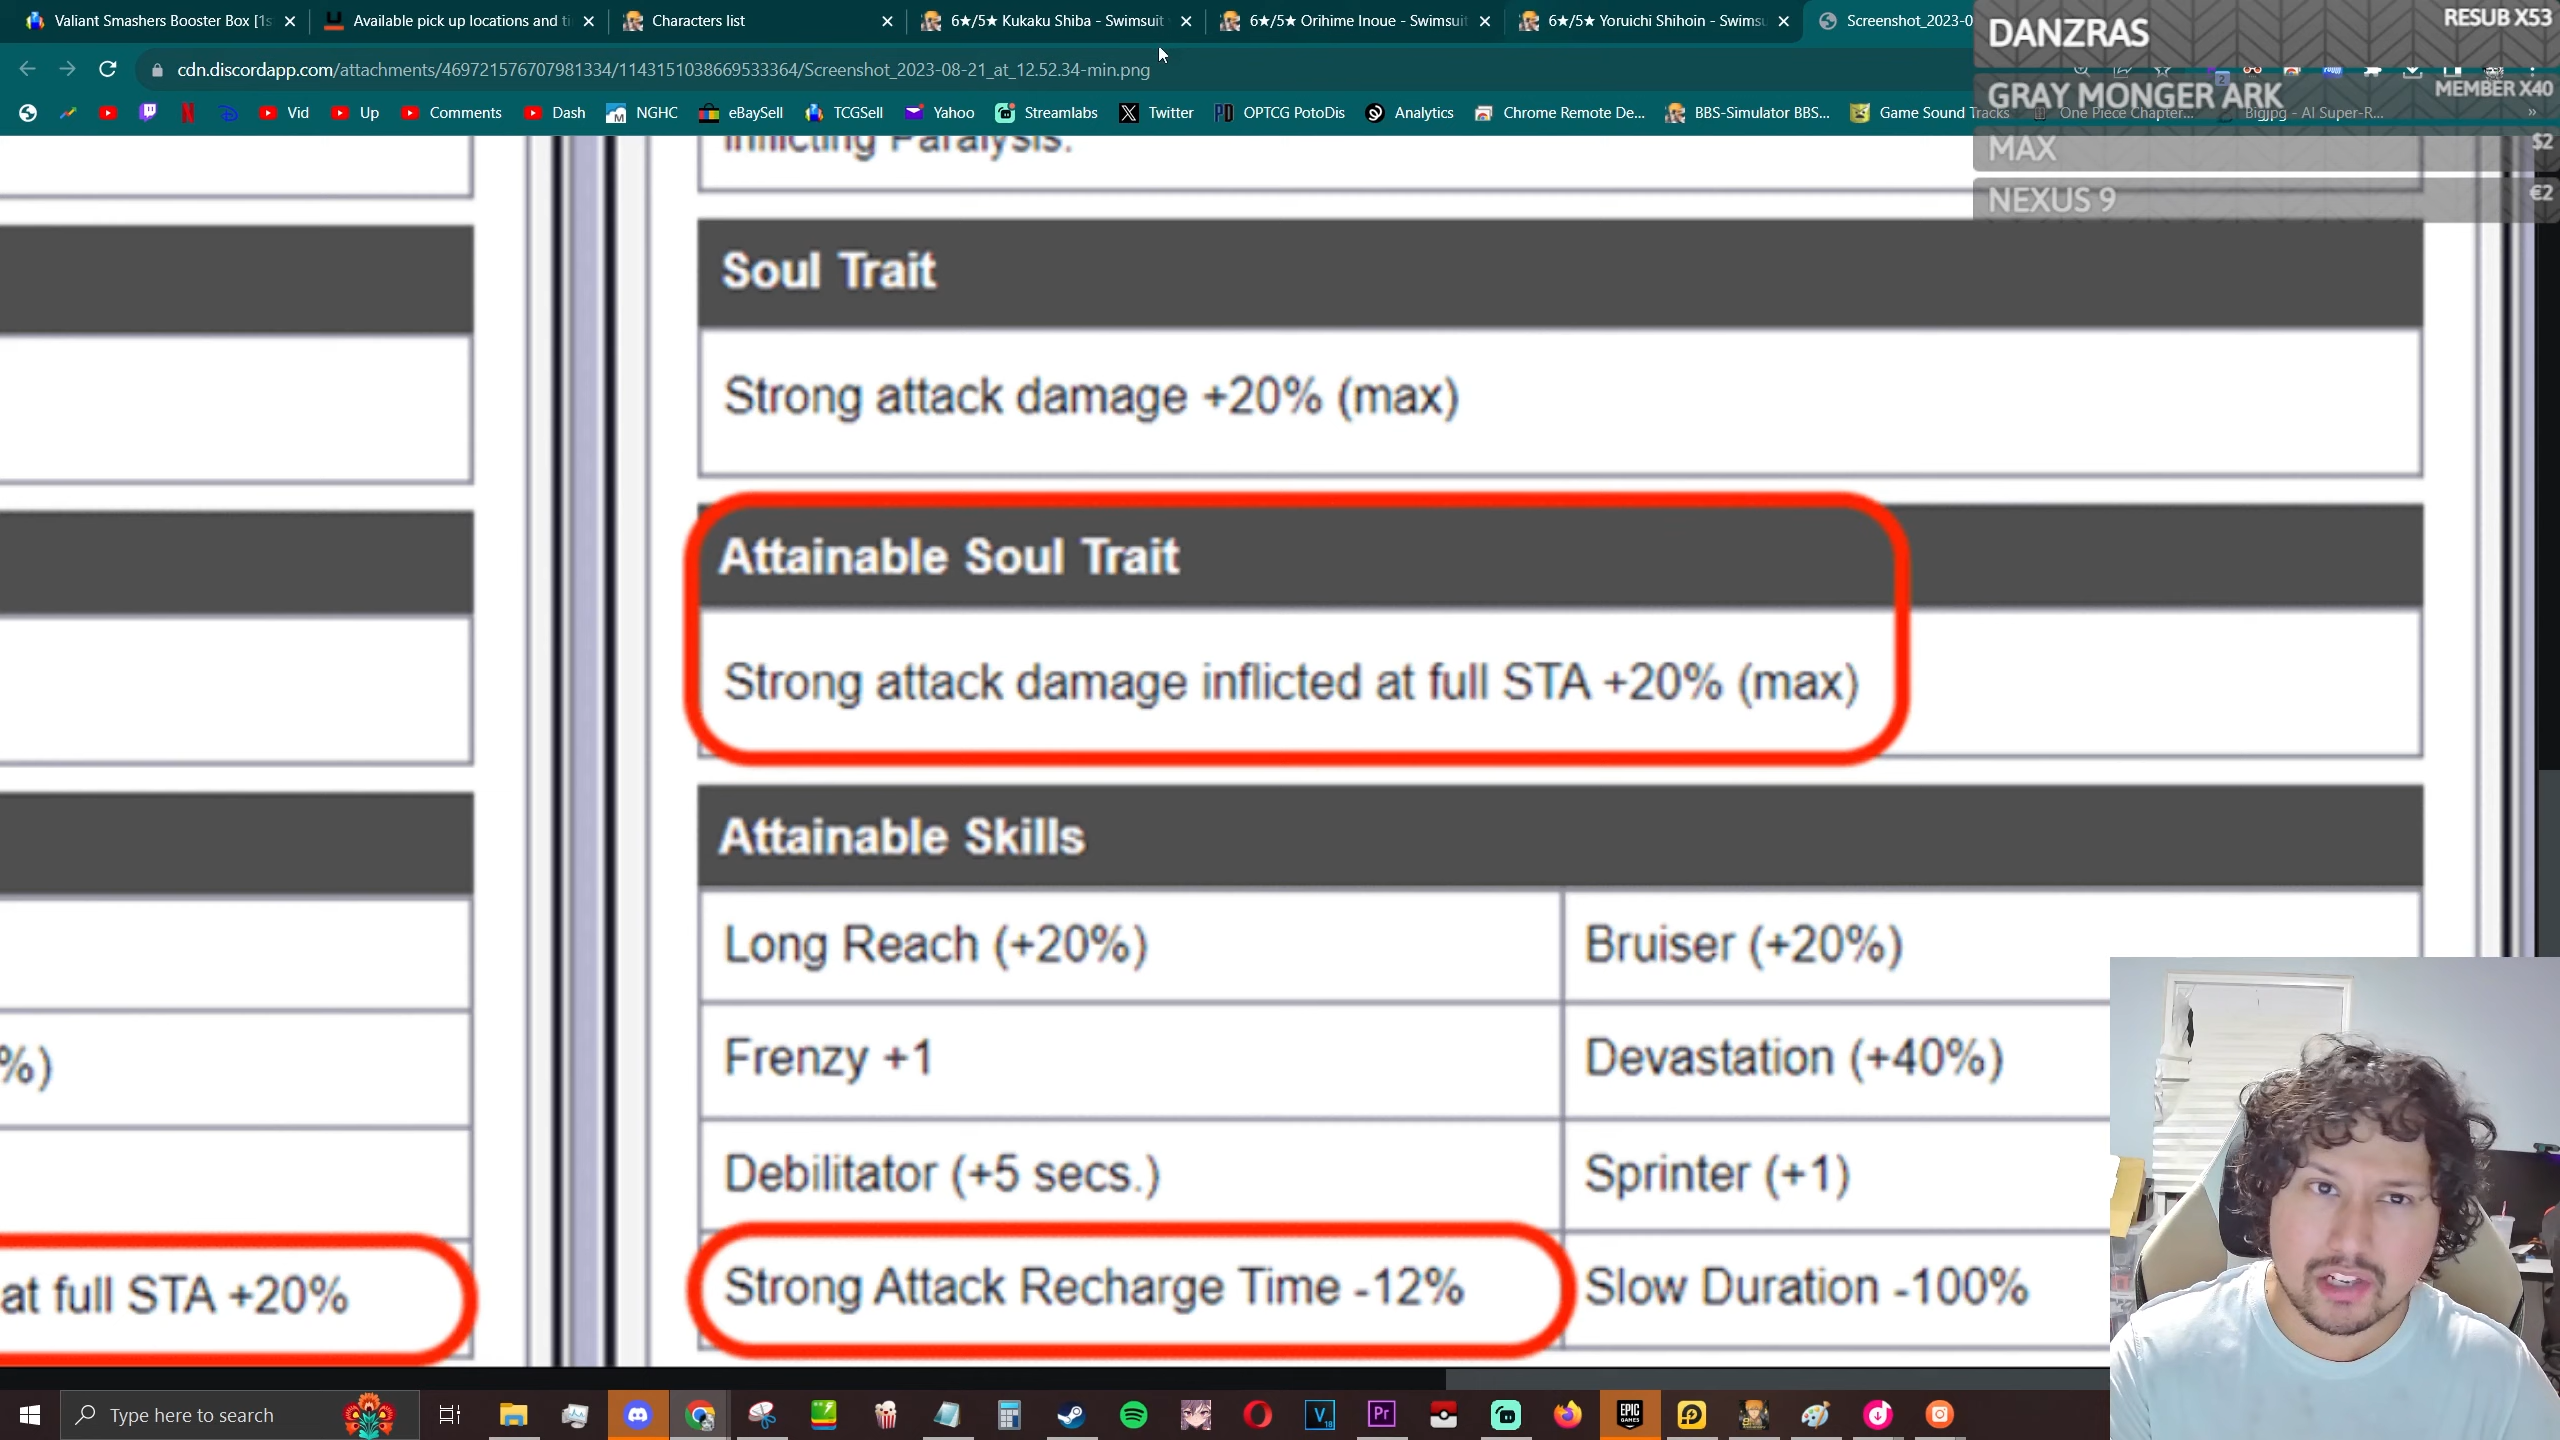 Valiant Smashers Booster Box [1s
Available pick up locations and ti
Characters list
6★/5★ Kukaku Shiba - Swimsuit
6★/5★ Orihime Inoue - Swimsuit
6★/5★ Yoruichi Shihoin - Swimsu
Screenshot_2023-0
DANZRAS
RESUB X53
cdn.discordapp.com/attachments/469721576707981334/1143151038669533364/Screenshot_2023-08-21_at_12.52.34-min.png
GRAY MONGER ARK
MEMBER X40
Vid
Up
Comments
Dash
NGHC
eBaySell
TCGSell
Yahoo
Streamlabs
Twitter
OPTCG PotoDis
Analytics
Chrome Remote De...
BBS-Simulator BBS...
Game Sound Tracks
One Piece Chapter...
Bigjpg - AI Super-R...
»
Inflicting Paralysis.
MAX
$2
NEXUS 9
€2
Soul Trait
Strong attack damage +20% (max)
Attainable Soul Trait
Strong attack damage inflicted at full STA +20% (max)
Attainable Skills
Long Reach (+20%)
Bruiser (+20%)
%)
Frenzy +1
Devastation (+40%)
Debilitator (+5 secs.)
Sprinter (+1)
at full STA +20%
Strong Attack Recharge Time -12%
Slow Duration -100%
Type here to search
EPIC
GAMES
Pr